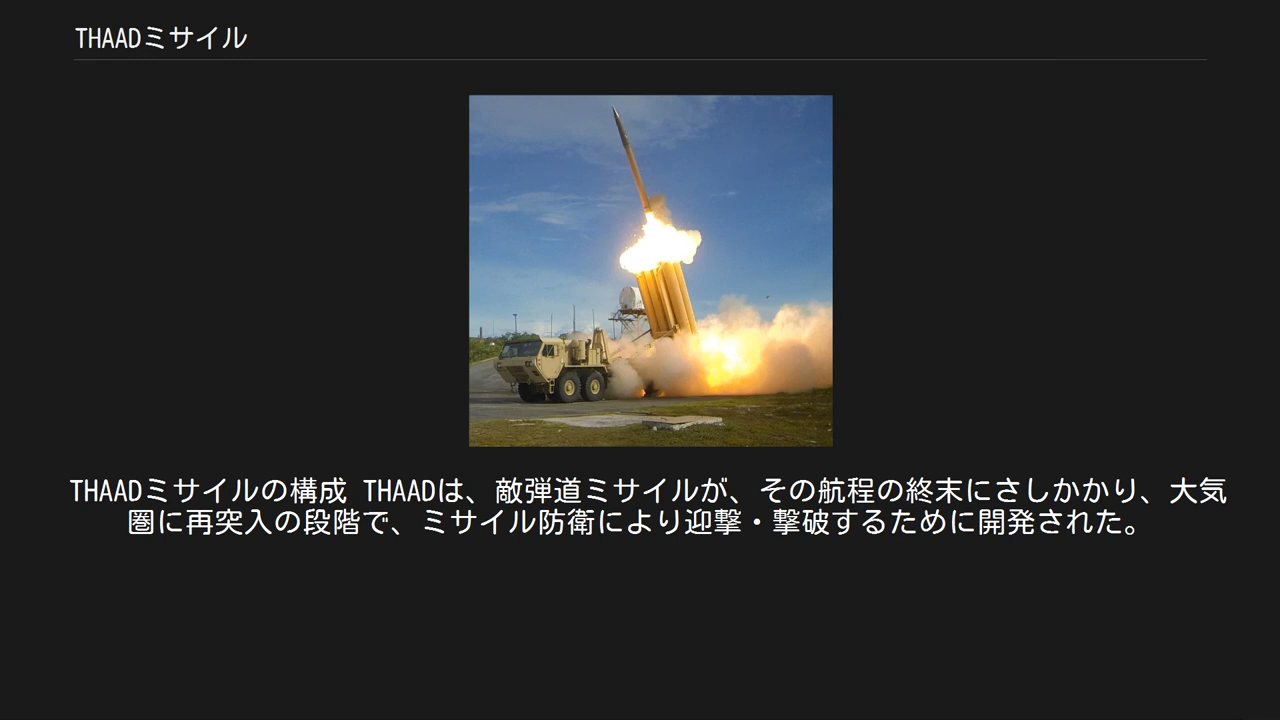 THAADミサイル
THAADミサイルの構成 THAADは、敵弾道ミサイルが、その航程の終末にさしかかり、大気
圏に再突入の段階で、ミサイル防衛により迎撃・撃破するために開発された。